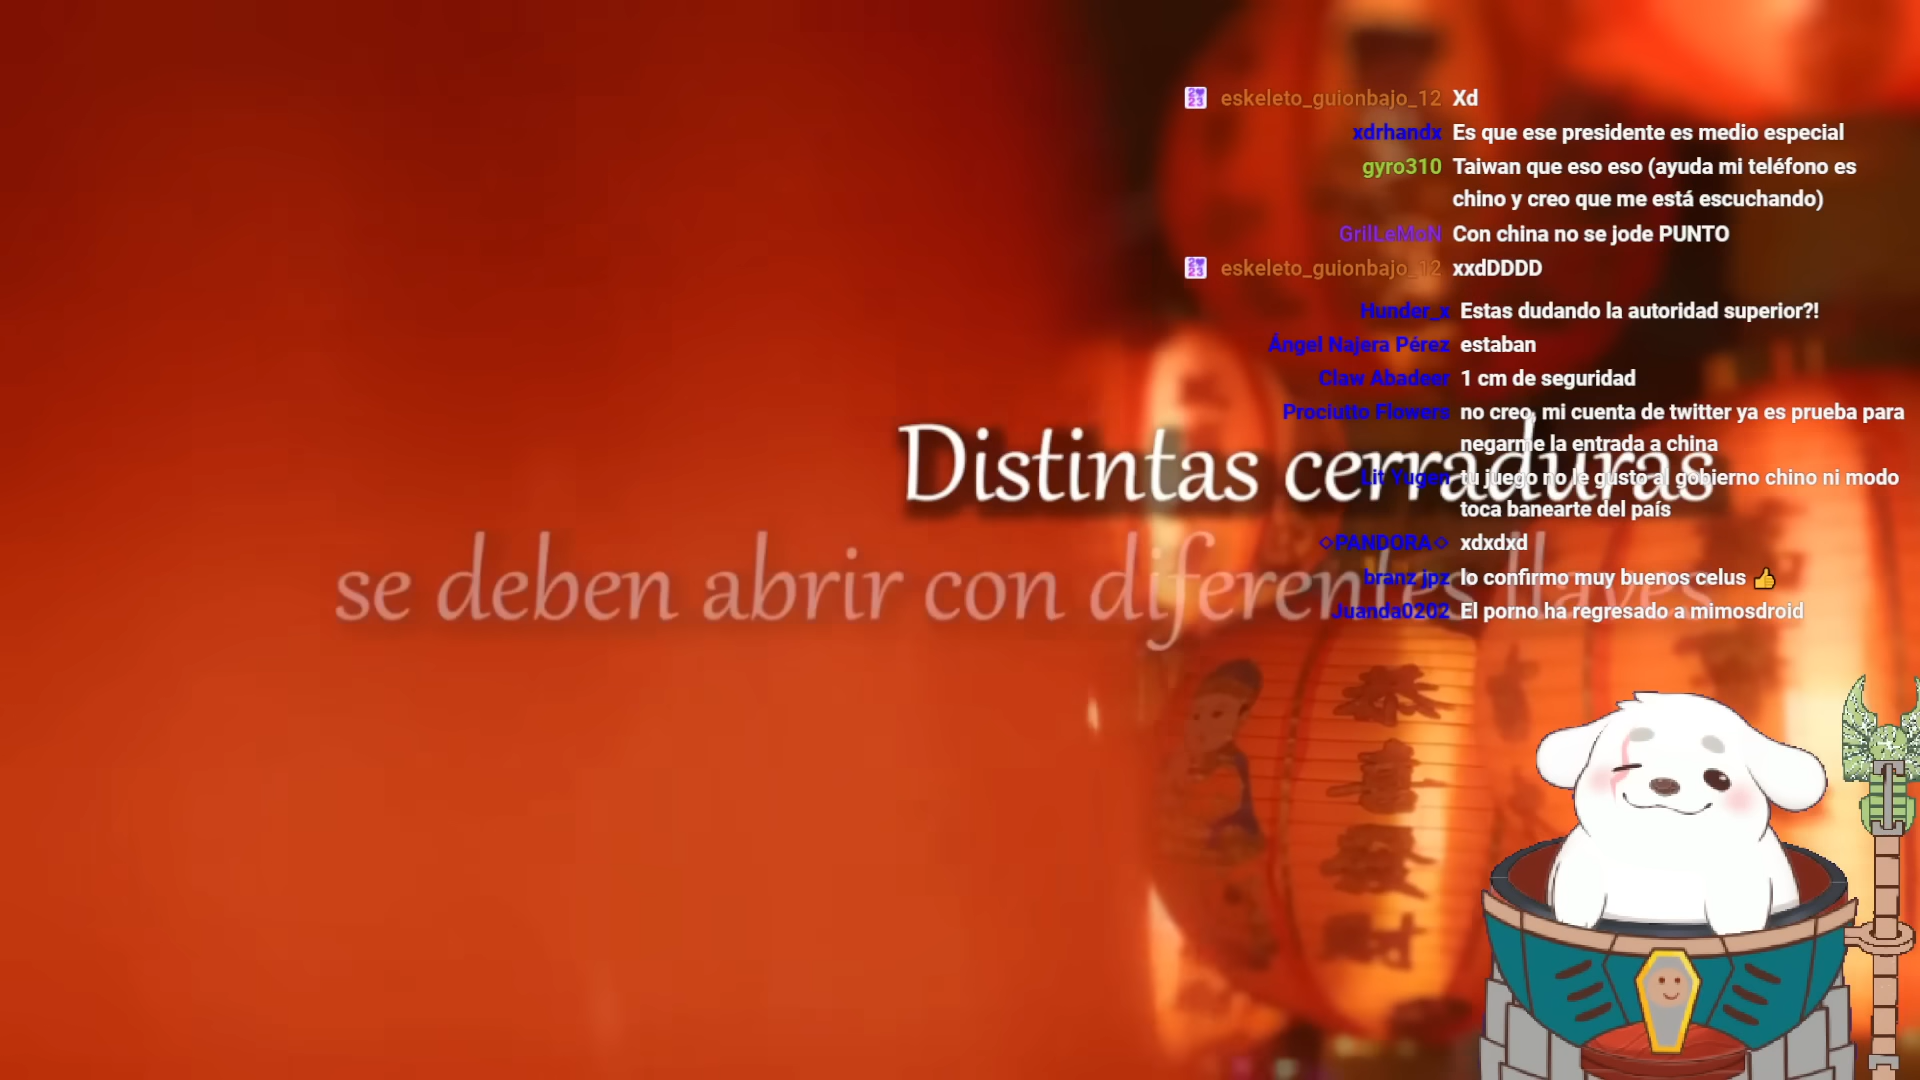 eskeleto_guionbajo_12 Xd
xdrhandx Es que ese presidente es medio especial
gyro310 Taiwan que eso eso (ayuda mi teléfono es
chino y creo que me está escuchando)
GrilLeMoN Con china no se jode PUNTO
eskeleto_guionbajo_12 xxdDDDD
Hunder_x Estas dudando la autoridad superior?!
Ángel Najera Pérez estaban
Claw Abadeer 1 cm de seguridad
Prociutto Flowers no creo, mi cuenta de twitter ya es prueba para
negarme la entrada a china
Distintas cerraduras
Lit Yugen tu juego no le gusto al gobierno chino ni modo
toca banearte del país
◇PANDORA◇ xdxdxd
se deben abrir con diferentes llaves
branz jpz lo confirmo muy buenos celus 👍
Juanda0202 El porno ha regresado a mimosdroid